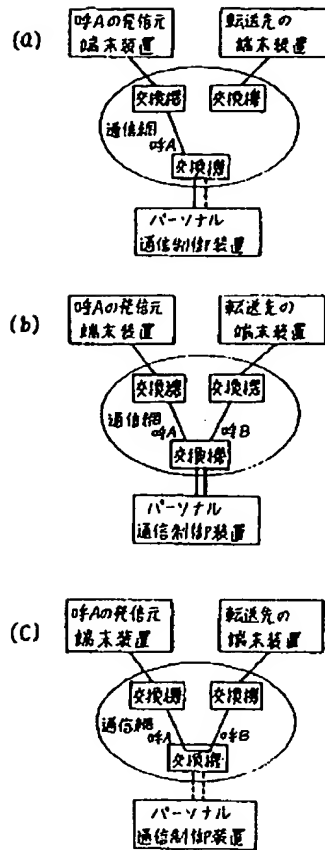 (a)
呼Aの発信元
端末装置
転送先の
端末装置
交換機
交換機
通信網
呼A
交換機
パーソナル
通信制御装置
(b)
呼Aの発信元
端末装置
転送先の
端末装置
交換機
交換機
通信網
呼A
呼B
交換機
パーソナル
通信制御装置
(C)
呼Aの発信元
端末装置
転送先の
端末装置
交換機
交換機
通信網
呼A
呼B
交換機
パーソナル
通信制御装置